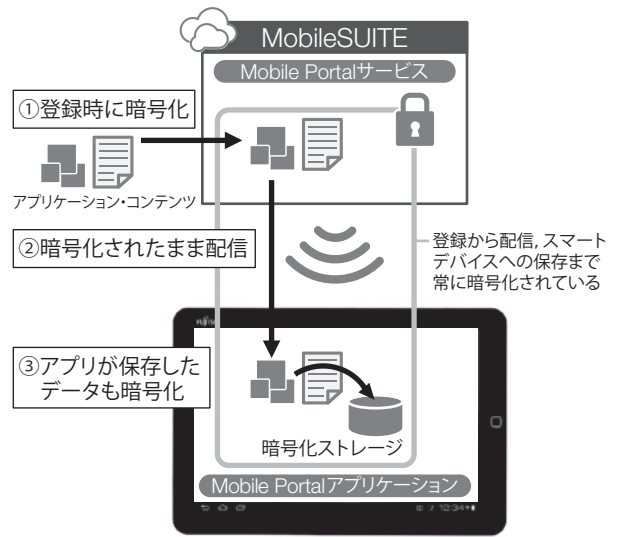 MobileSUITE
Mobile Portalサービス
①登録時に暗号化
アプリケーション・コンテンツ
②暗号化されたまま配信
登録から配信，スマート
デバイスへの保存まで
常に暗号化されている
③アプリが保存した
データも暗号化
暗号化ストレージ
Mobile Portalアプリケーション
12:34